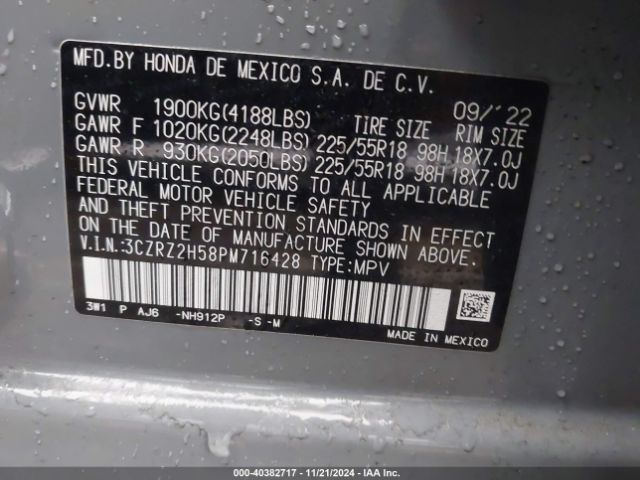 MFD.BY HONDA DE MEXICO S.A. DE C.V.
09/'22
GVWR 1900KG(4188LBS) TIRE SIZE RIM SIZE
GAWR F 1020KG(2248LBS) 225/55R18 98H 18X7.0J
GAWR R 930KG(2050LBS) 225/55R18 98H 18X7.0J
THIS VEHICLE CONFORMS TO ALL APPLICABLE
FEDERAL MOTOR VEHICLE SAFETY
AND THEFT PREVENTION STANDARDS IN EFFECT
ON THE DATE OF MANUFACTURE SHOWN ABOVE.
V.I.N.:3CZRZ2H58PM716428 TYPE:MPV
3W1 P AJ6 -NH912P -S -M
MADE IN MEXICO
000-40382717 - 11/21/2024 - IAAI.COM